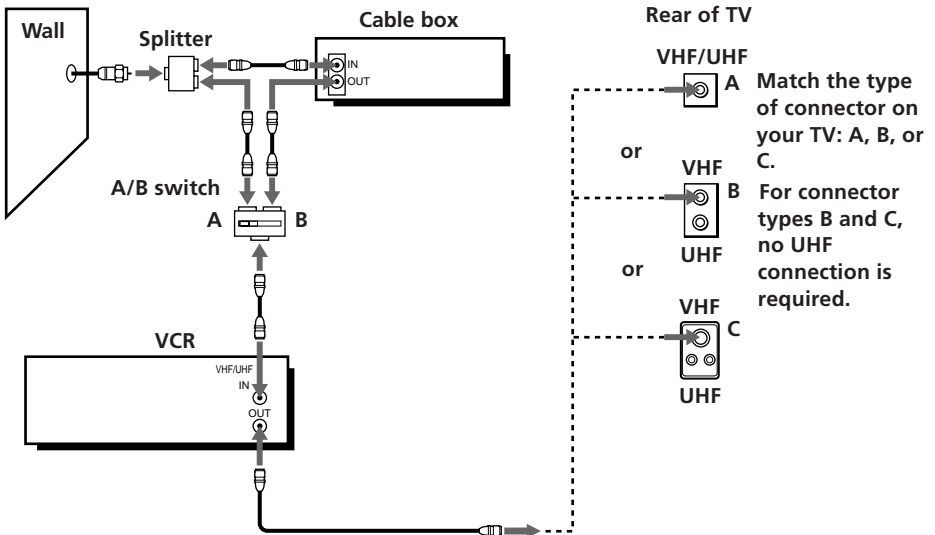 Wall
Splitter
Cable box
IN
OUT
A/B switch
A
B
VCR
VHF/UHF
IN
OUT
Rear of TV
VHF/UHF
A
Match the type
of connector on
your TV: A, B, or
C.
or
VHF
B
UHF
For connector
types B and C,
no UHF
connection is
required.
or
VHF
C
UHF